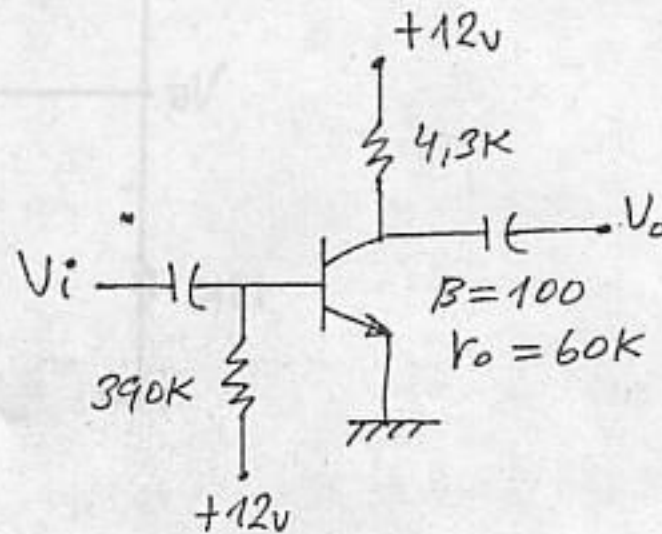 +12v
4,3K
Vi
Vo
β=100
ro=60K
390K
+12v